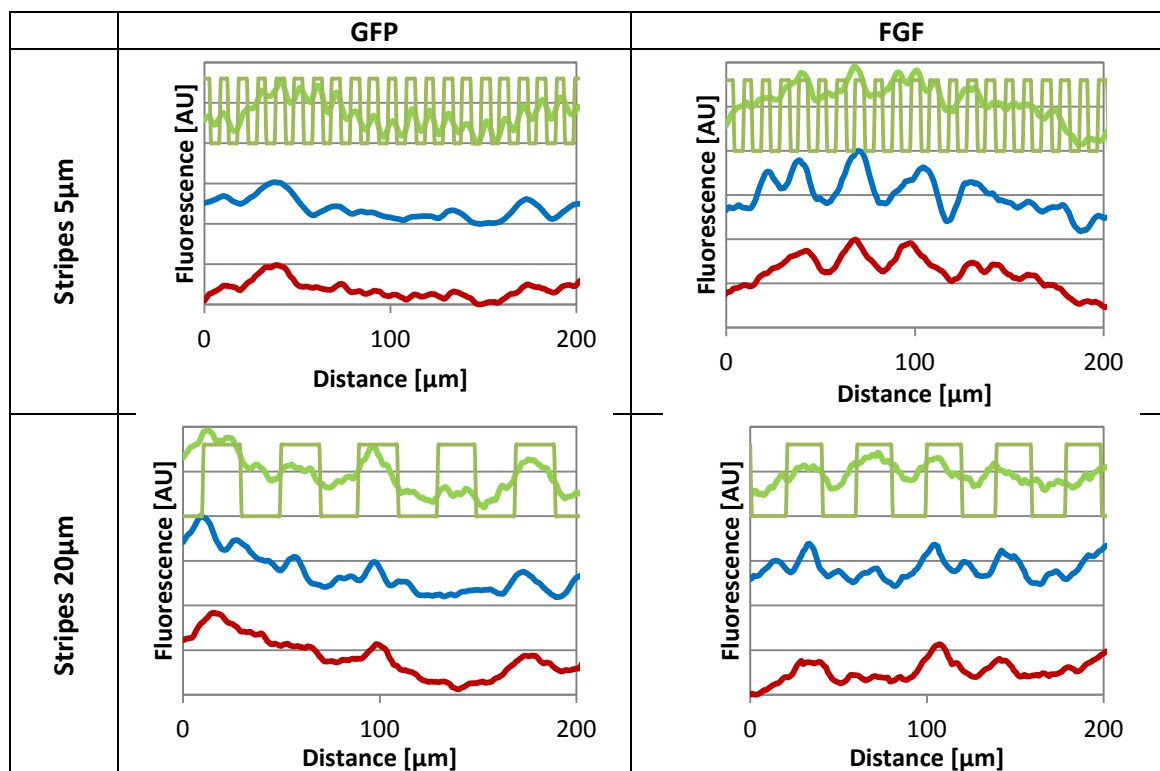 GFP
FGF
Stripes 5µm
Fluorescence [AU]
0
100
200
Distance [µm]
Fluorescence [AU]
0
100
200
Distance [µm]
Stripes 20µm
Fluorescence [AU]
0
100
200
Distance [µm]
Fluorescence [AU]
0
100
200
Distance [µm]